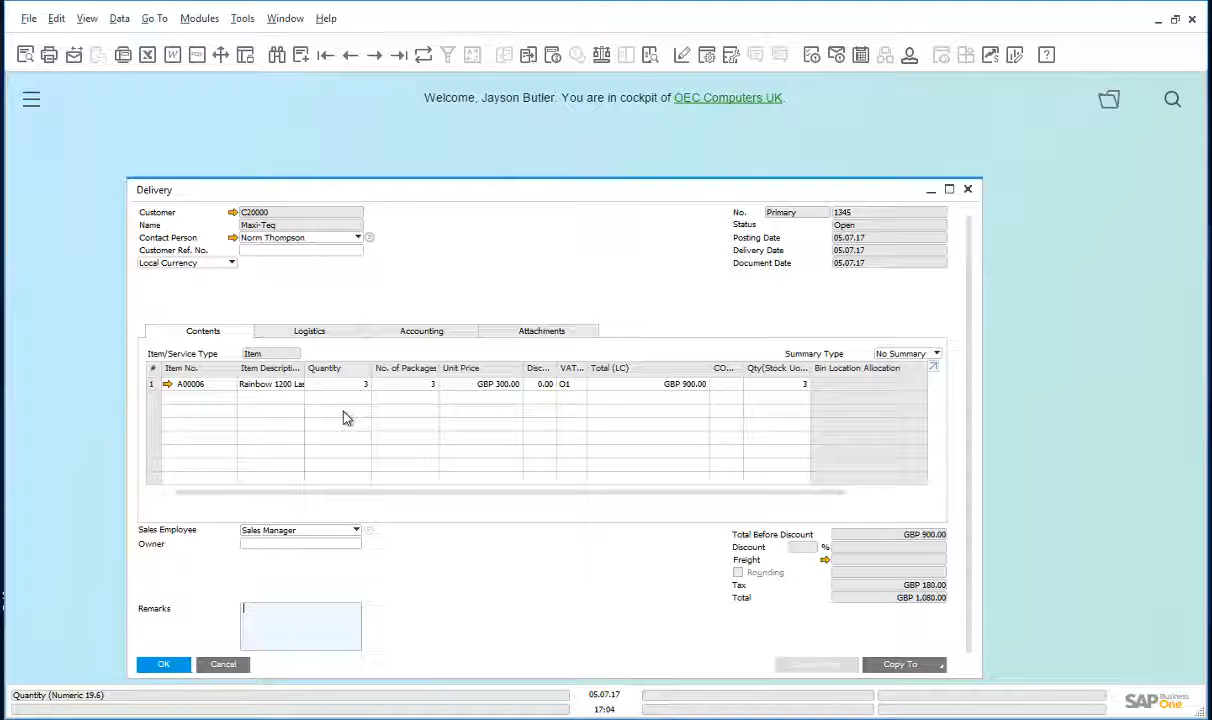 File Edit View Data Go To Modules Tools Window Help
Welcome, Jayson Butler. You are in cockpit of OEC Computers UK.
Delivery
Customer C20000 No. Primary 1345
Name Maxi-Teq Status Open
Contact Person Norm Thompson Posting Date 05.07.17
Customer Ref. No. Delivery Date 05.07.17
Local Currency Document Date 05.07.17
Contents Logistics Accounting Attachments
Item/Service Type Item Summary Type No Summary
# Item No. Item Descripti... Quantity No. of Packages Unit Price Disc... VAT... Total (LC) CO... Qty(Stock Uo... Bin Location Allocation
1 A00006 Rainbow 1200 Las 3 3 GBP 300.00 0.00 O1 GBP 900.00 3
Sales Employee Sales Manager Total Before Discount GBP 900.00
Owner Discount %
Freight
Rounding
Tax GBP 180.00
Remarks Total GBP 1,080.00
OK Cancel Copy To
Quantity (Numeric 19.6) 05.07.17
17:04
SAP Business One